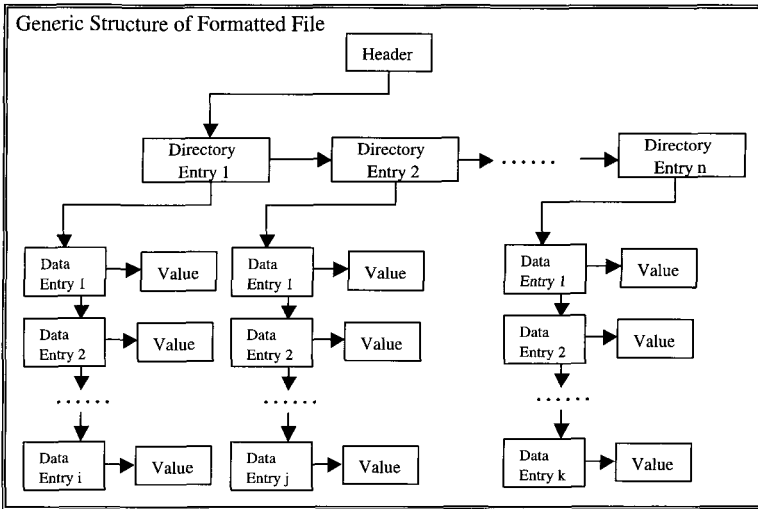 Generic Structure of Formatted File
Header
Directory
Entry 1
Directory
Entry 2
......
Directory
Entry n
Data
Entry 1
Value
Data
Entry 1
Value
Data
Entry 1
Value
Data
Entry 2
Value
Data
Entry 2
Value
Data
Entry 2
Value
......
......
......
Data
Entry i
Value
Data
Entry j
Value
Data
Entry k
Value